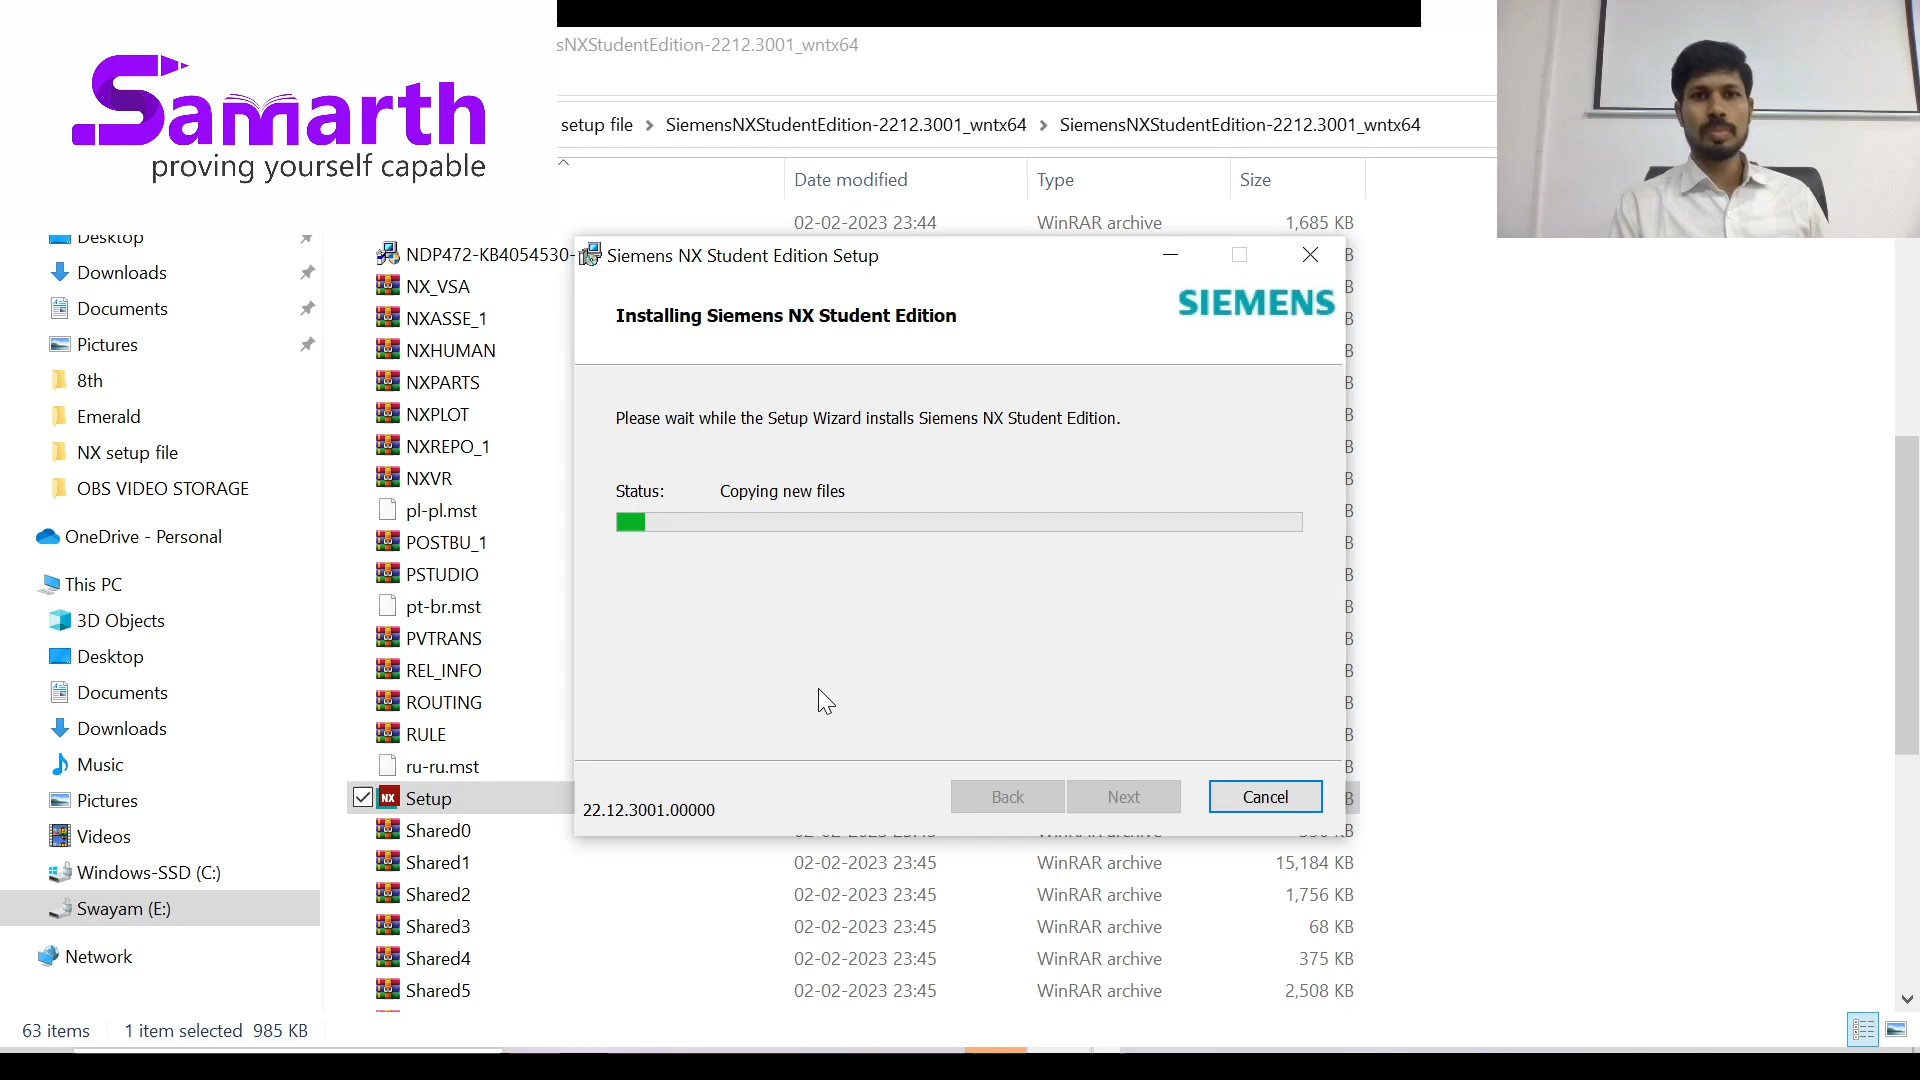 Samarth
proving yourself capable
sNXStudentEdition-2212.3001_wntx64
setup file > SiemensNXStudentEdition-2212.3001_wntx64 > SiemensNXStudentEdition-2212.3001_wntx64
Date modified Type Size
02-02-2023 23:44 WinRAR archive 1,685 KB
Desktop
Downloads
Documents
Pictures
8th
Emerald
NX setup file
OBS VIDEO STORAGE
OneDrive - Personal
This PC
3D Objects
Desktop
Documents
Downloads
Music
Pictures
Videos
Windows-SSD (C:)
Swayam (E:)
Network
NDP472-KB4054530-
NX_VSA
NXASSE_1
NXHUMAN
NXPARTS
NXPLOT
NXREPO_1
NXVR
pl-pl.mst
POSTBU_1
PSTUDIO
pt-br.mst
PVTRANS
REL_INFO
ROUTING
RULE
ru-ru.mst
Setup
Shared0
Shared1 02-02-2023 23:45 WinRAR archive 15,184 KB
Shared2 02-02-2023 23:45 WinRAR archive 1,756 KB
Shared3 02-02-2023 23:45 WinRAR archive 68 KB
Shared4 02-02-2023 23:45 WinRAR archive 375 KB
Shared5 02-02-2023 23:45 WinRAR archive 2,508 KB
Siemens NX Student Edition Setup
SIEMENS
Installing Siemens NX Student Edition
Please wait while the Setup Wizard installs Siemens NX Student Edition.
Status: Copying new files
22.12.3001.00000
Back Next Cancel
63 items 1 item selected 985 KB